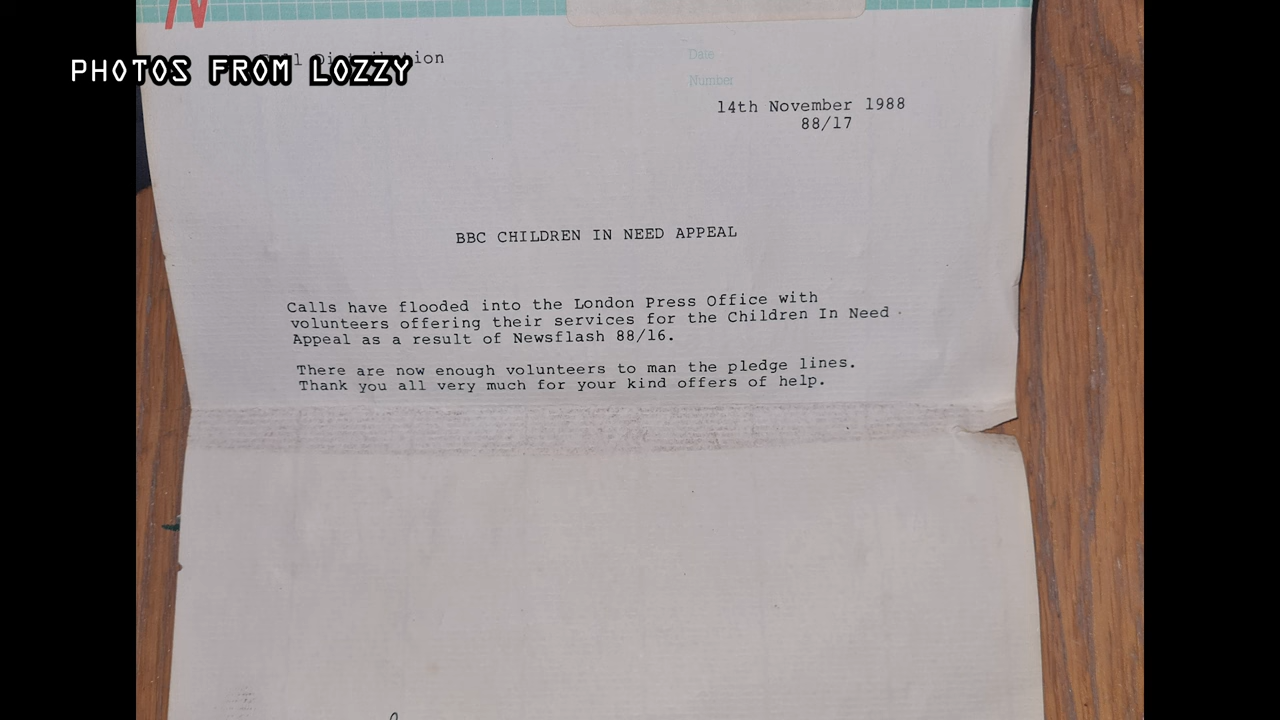 PHOTOS FROM LOZZY
Date
Number
14th November 1988
88/17
BBC CHILDREN IN NEED APPEAL
Calls have flooded into the London Press Office with
volunteers offering their services for the Children In Need
Appeal as a result of Newsflash 88/16.
There are now enough volunteers to man the pledge lines.
Thank you all very much for your kind offers of help.